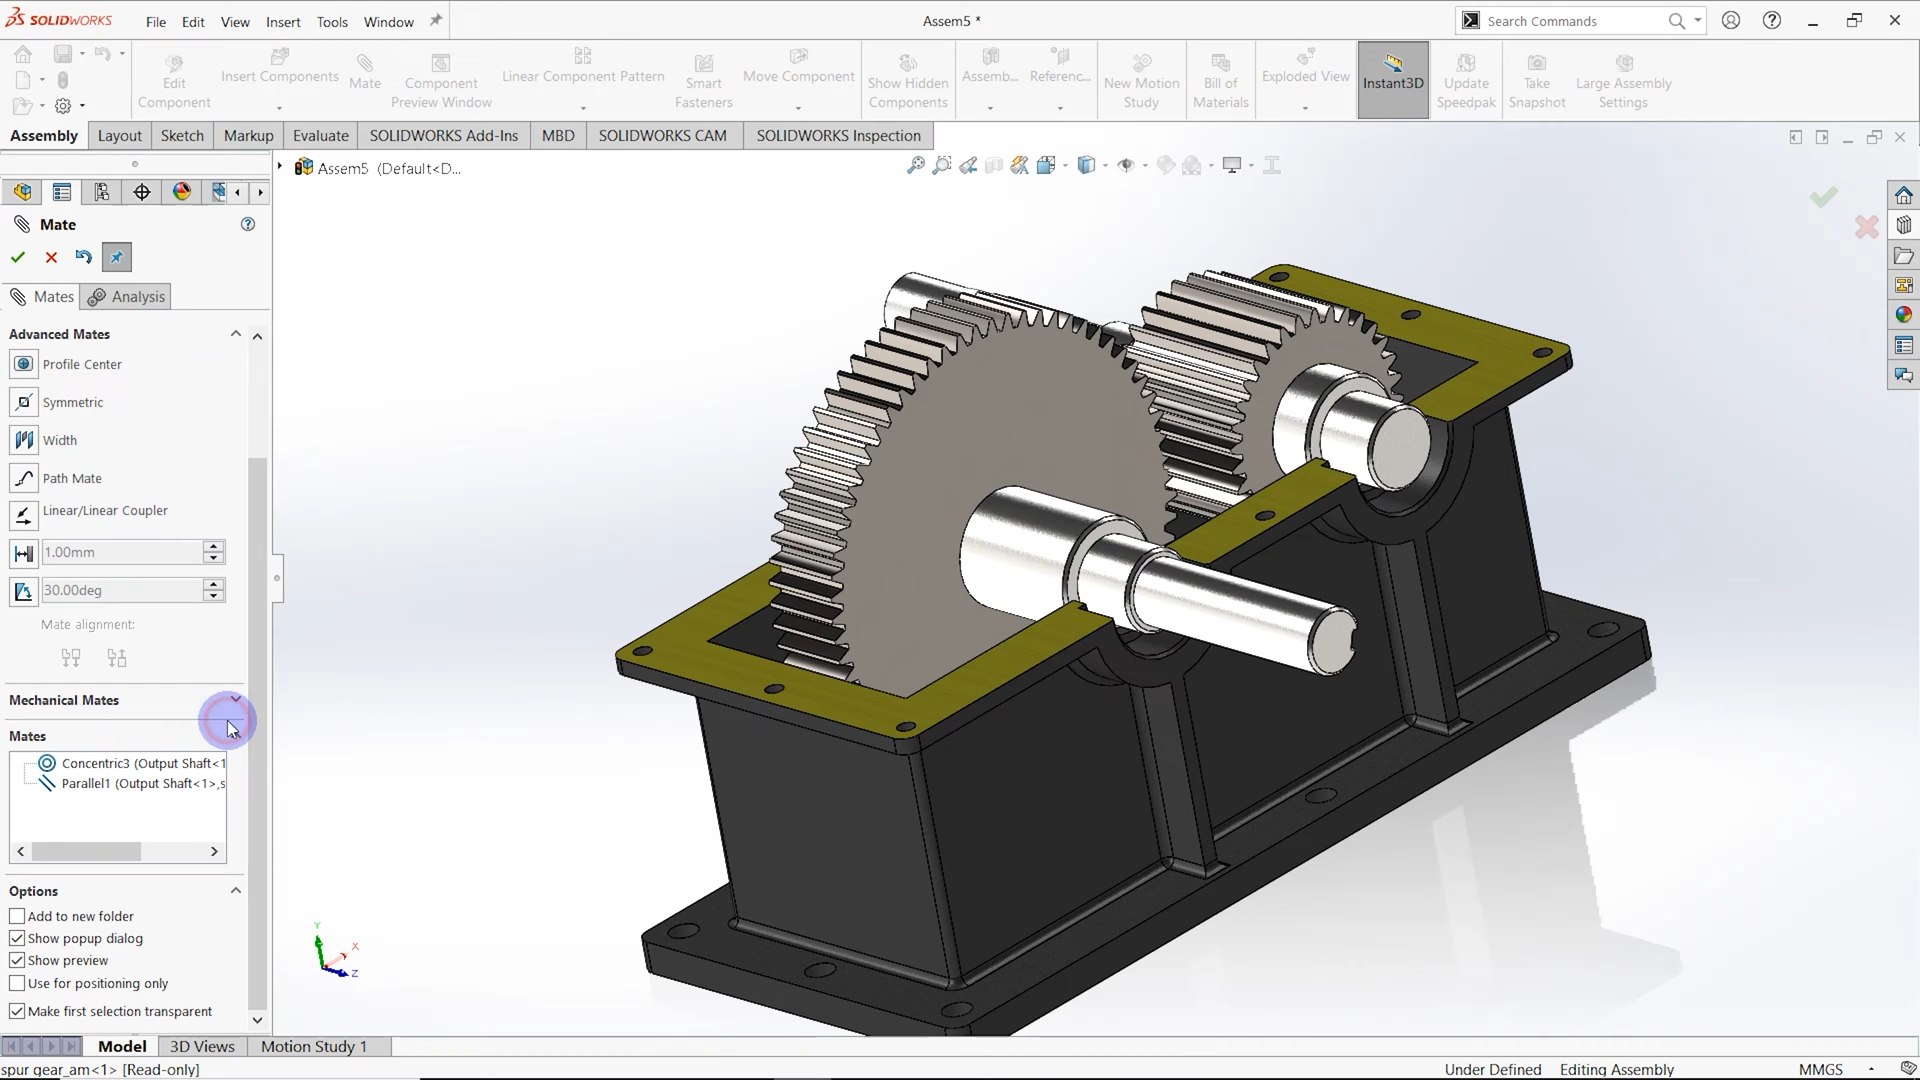 SOLIDWORKS File Edit View Insert Tools Window Assem5 * Search Commands
Edit Component
Insert Components
Mate
Component Preview Window
Linear Component Pattern
Smart Fasteners
Move Component
Show Hidden Components
Assemb...
Referenc...
New Motion Study
Bill of Materials
Exploded View
Instant3D
Update Speedpak
Take Snapshot
Large Assembly Settings
Assembly Layout Sketch Markup Evaluate SOLIDWORKS Add-Ins MBD SOLIDWORKS CAM SOLIDWORKS Inspection
Assem5 (Default<D...
Mate
Mates Analysis
Advanced Mates
Profile Center
Symmetric
Width
Path Mate
Linear/Linear Coupler
1.00mm
30.00deg
Mate alignment:
Mechanical Mates
Mates
Concentric3 (Output Shaft<1
Parallel1 (Output Shaft<1>,s
Options
Add to new folder
Show popup dialog
Show preview
Use for positioning only
Make first selection transparent
Y
X
Z
Model 3D Views Motion Study 1
spur gear_am<1> [Read-only] Under Defined Editing Assembly MMGS